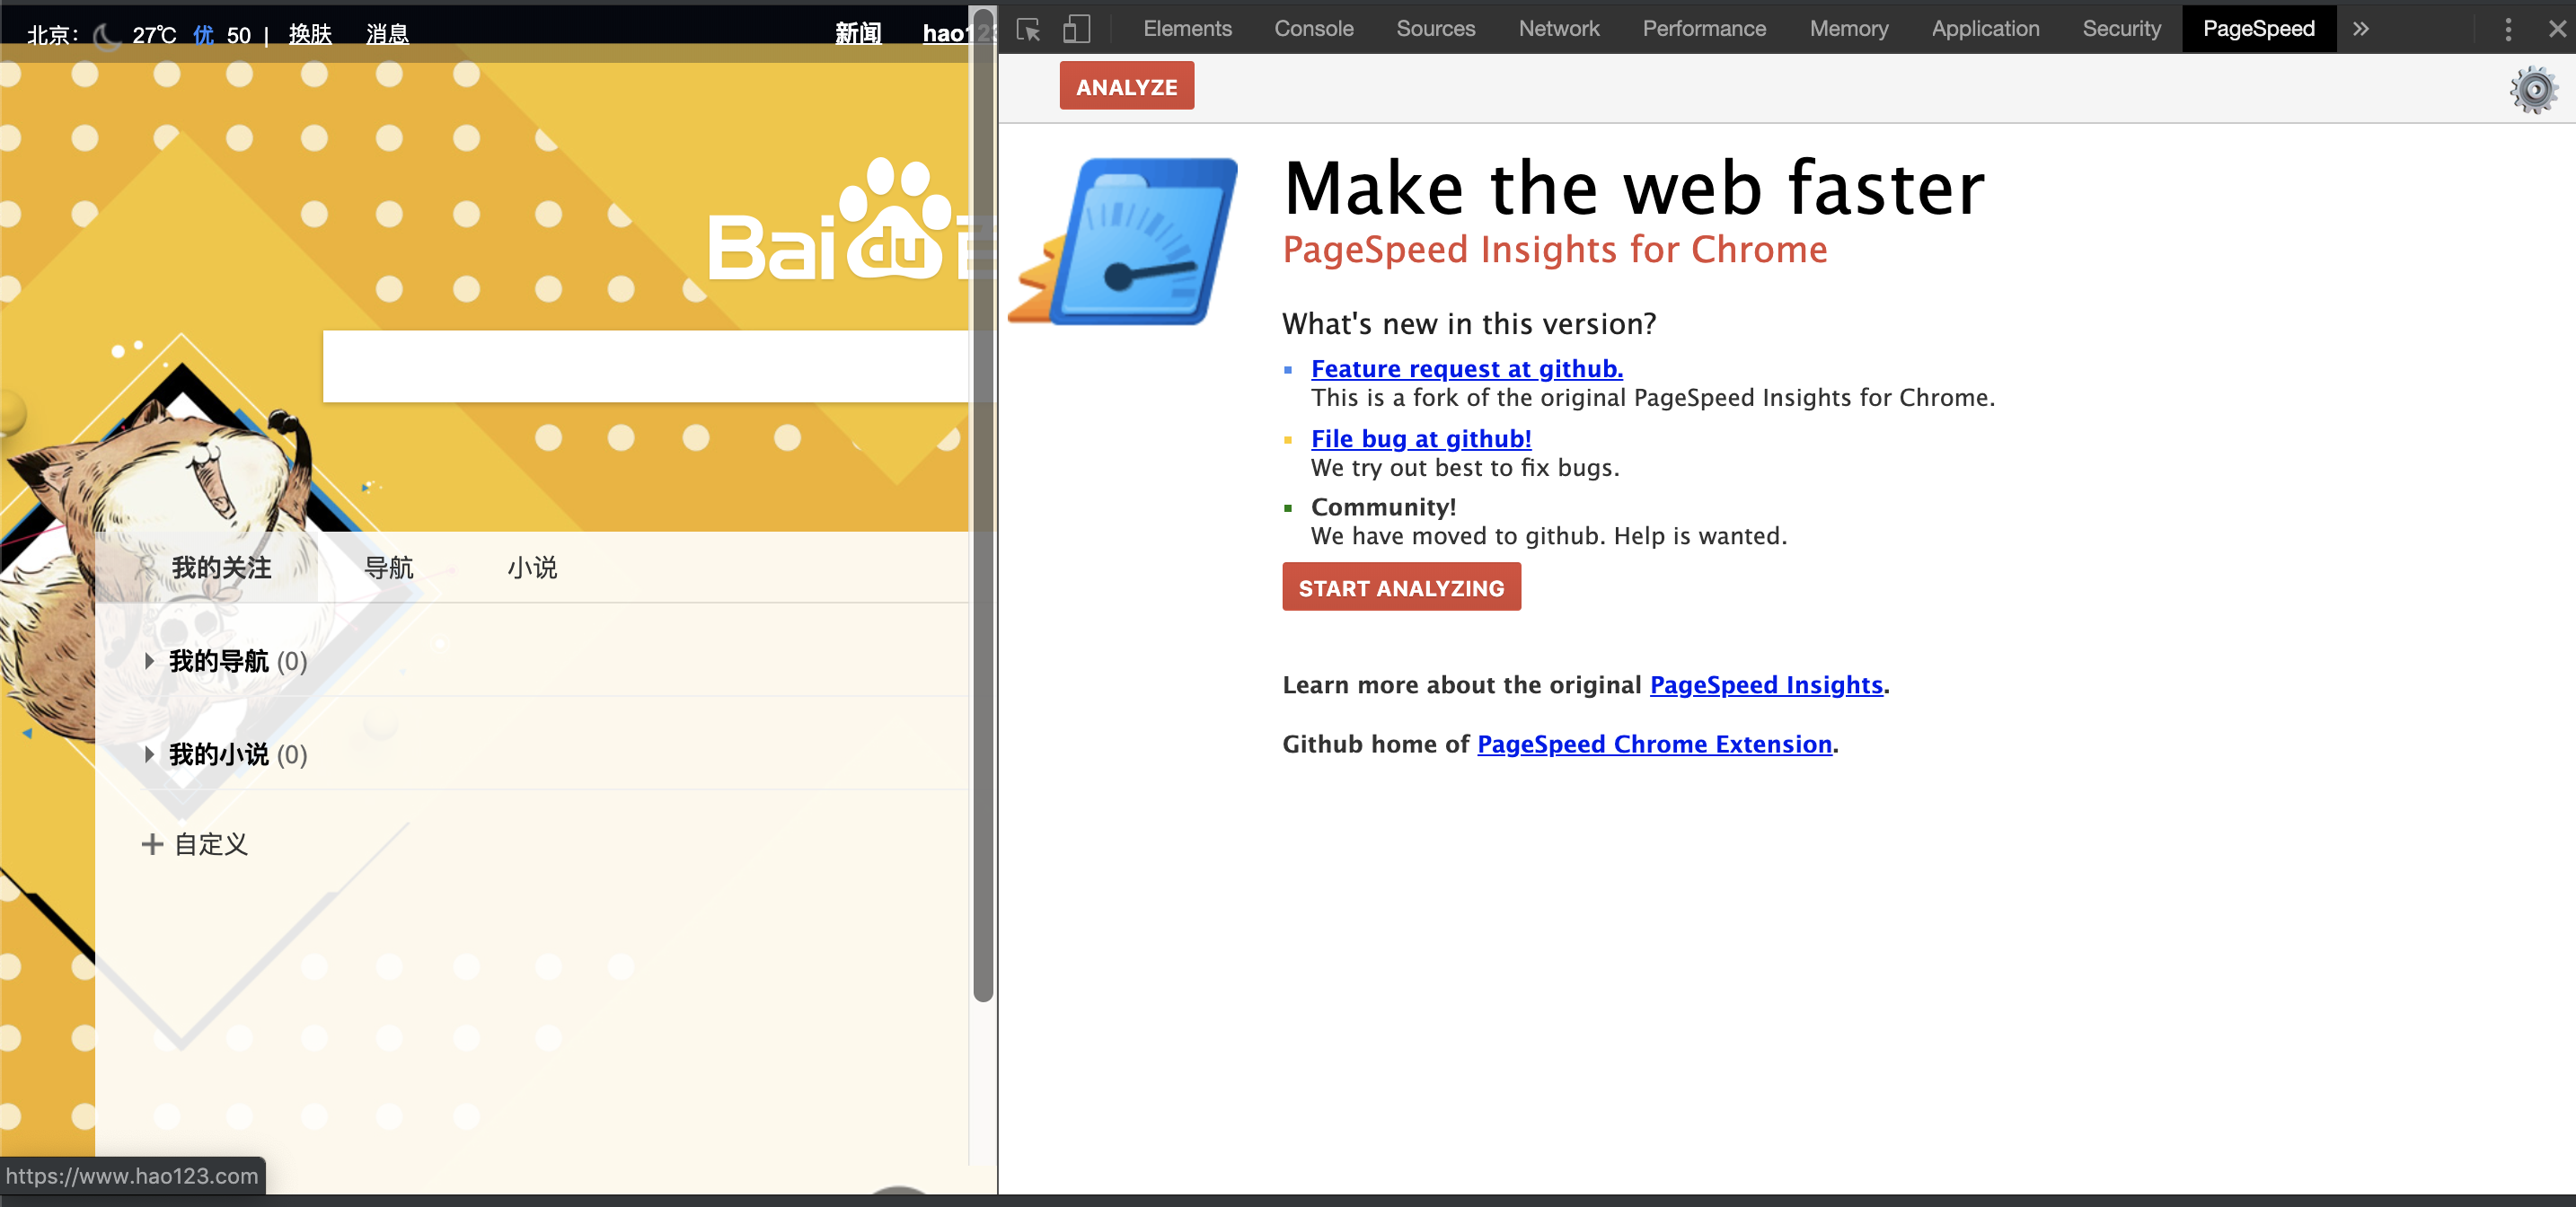 北京： 27℃ 优 50 | 换肤 消息 新闻 hao123
Bai du 百
我的关注 导航 小说
我的导航 (0)
我的小说 (0)
自定义
https://www.hao123.com
Elements Console Sources Network Performance Memory Application Security PageSpeed »
ANALYZE
Make the web faster
PageSpeed Insights for Chrome
What's new in this version?
Feature request at github.
This is a fork of the original PageSpeed Insights for Chrome.
File bug at github!
We try out best to fix bugs.
Community!
We have moved to github. Help is wanted.
START ANALYZING
Learn more about the original PageSpeed Insights.
Github home of PageSpeed Chrome Extension.